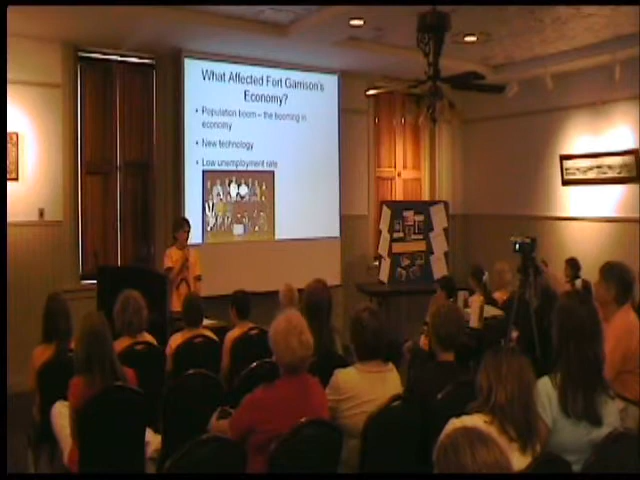 What Affected Fort Garrison's
Economy?
• Population boom – the booming in
economy
• New technology
• Low unemployment rate